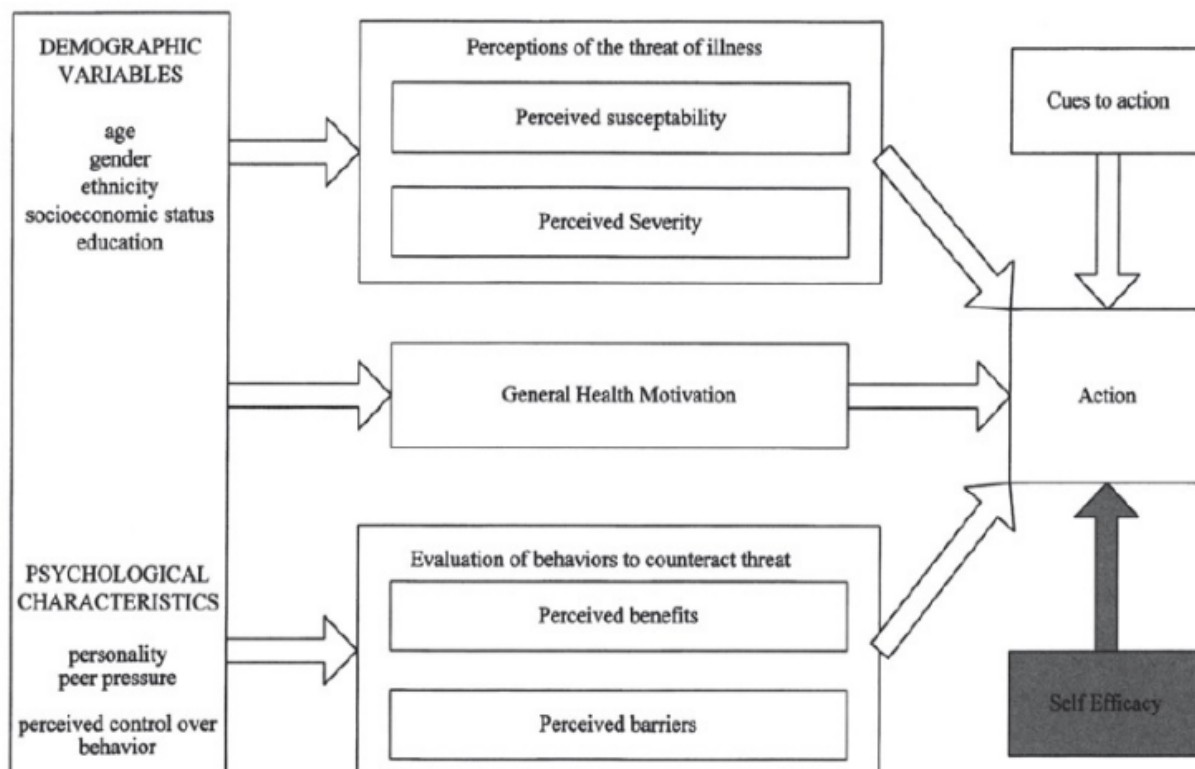 DEMOGRAPHIC
VARIABLES
age
gender
ethnicity
socioeconomic status
education
PSYCHOLOGICAL
CHARACTERISTICS
personality
peer pressure
perceived control over
behavior
Perceptions of the threat of illness
Perceived susceptability
Perceived Severity
General Health Motivation
Evaluation of behaviors to counteract threat
Perceived benefits
Perceived barriers
Cues to action
Action
Self Efficacy